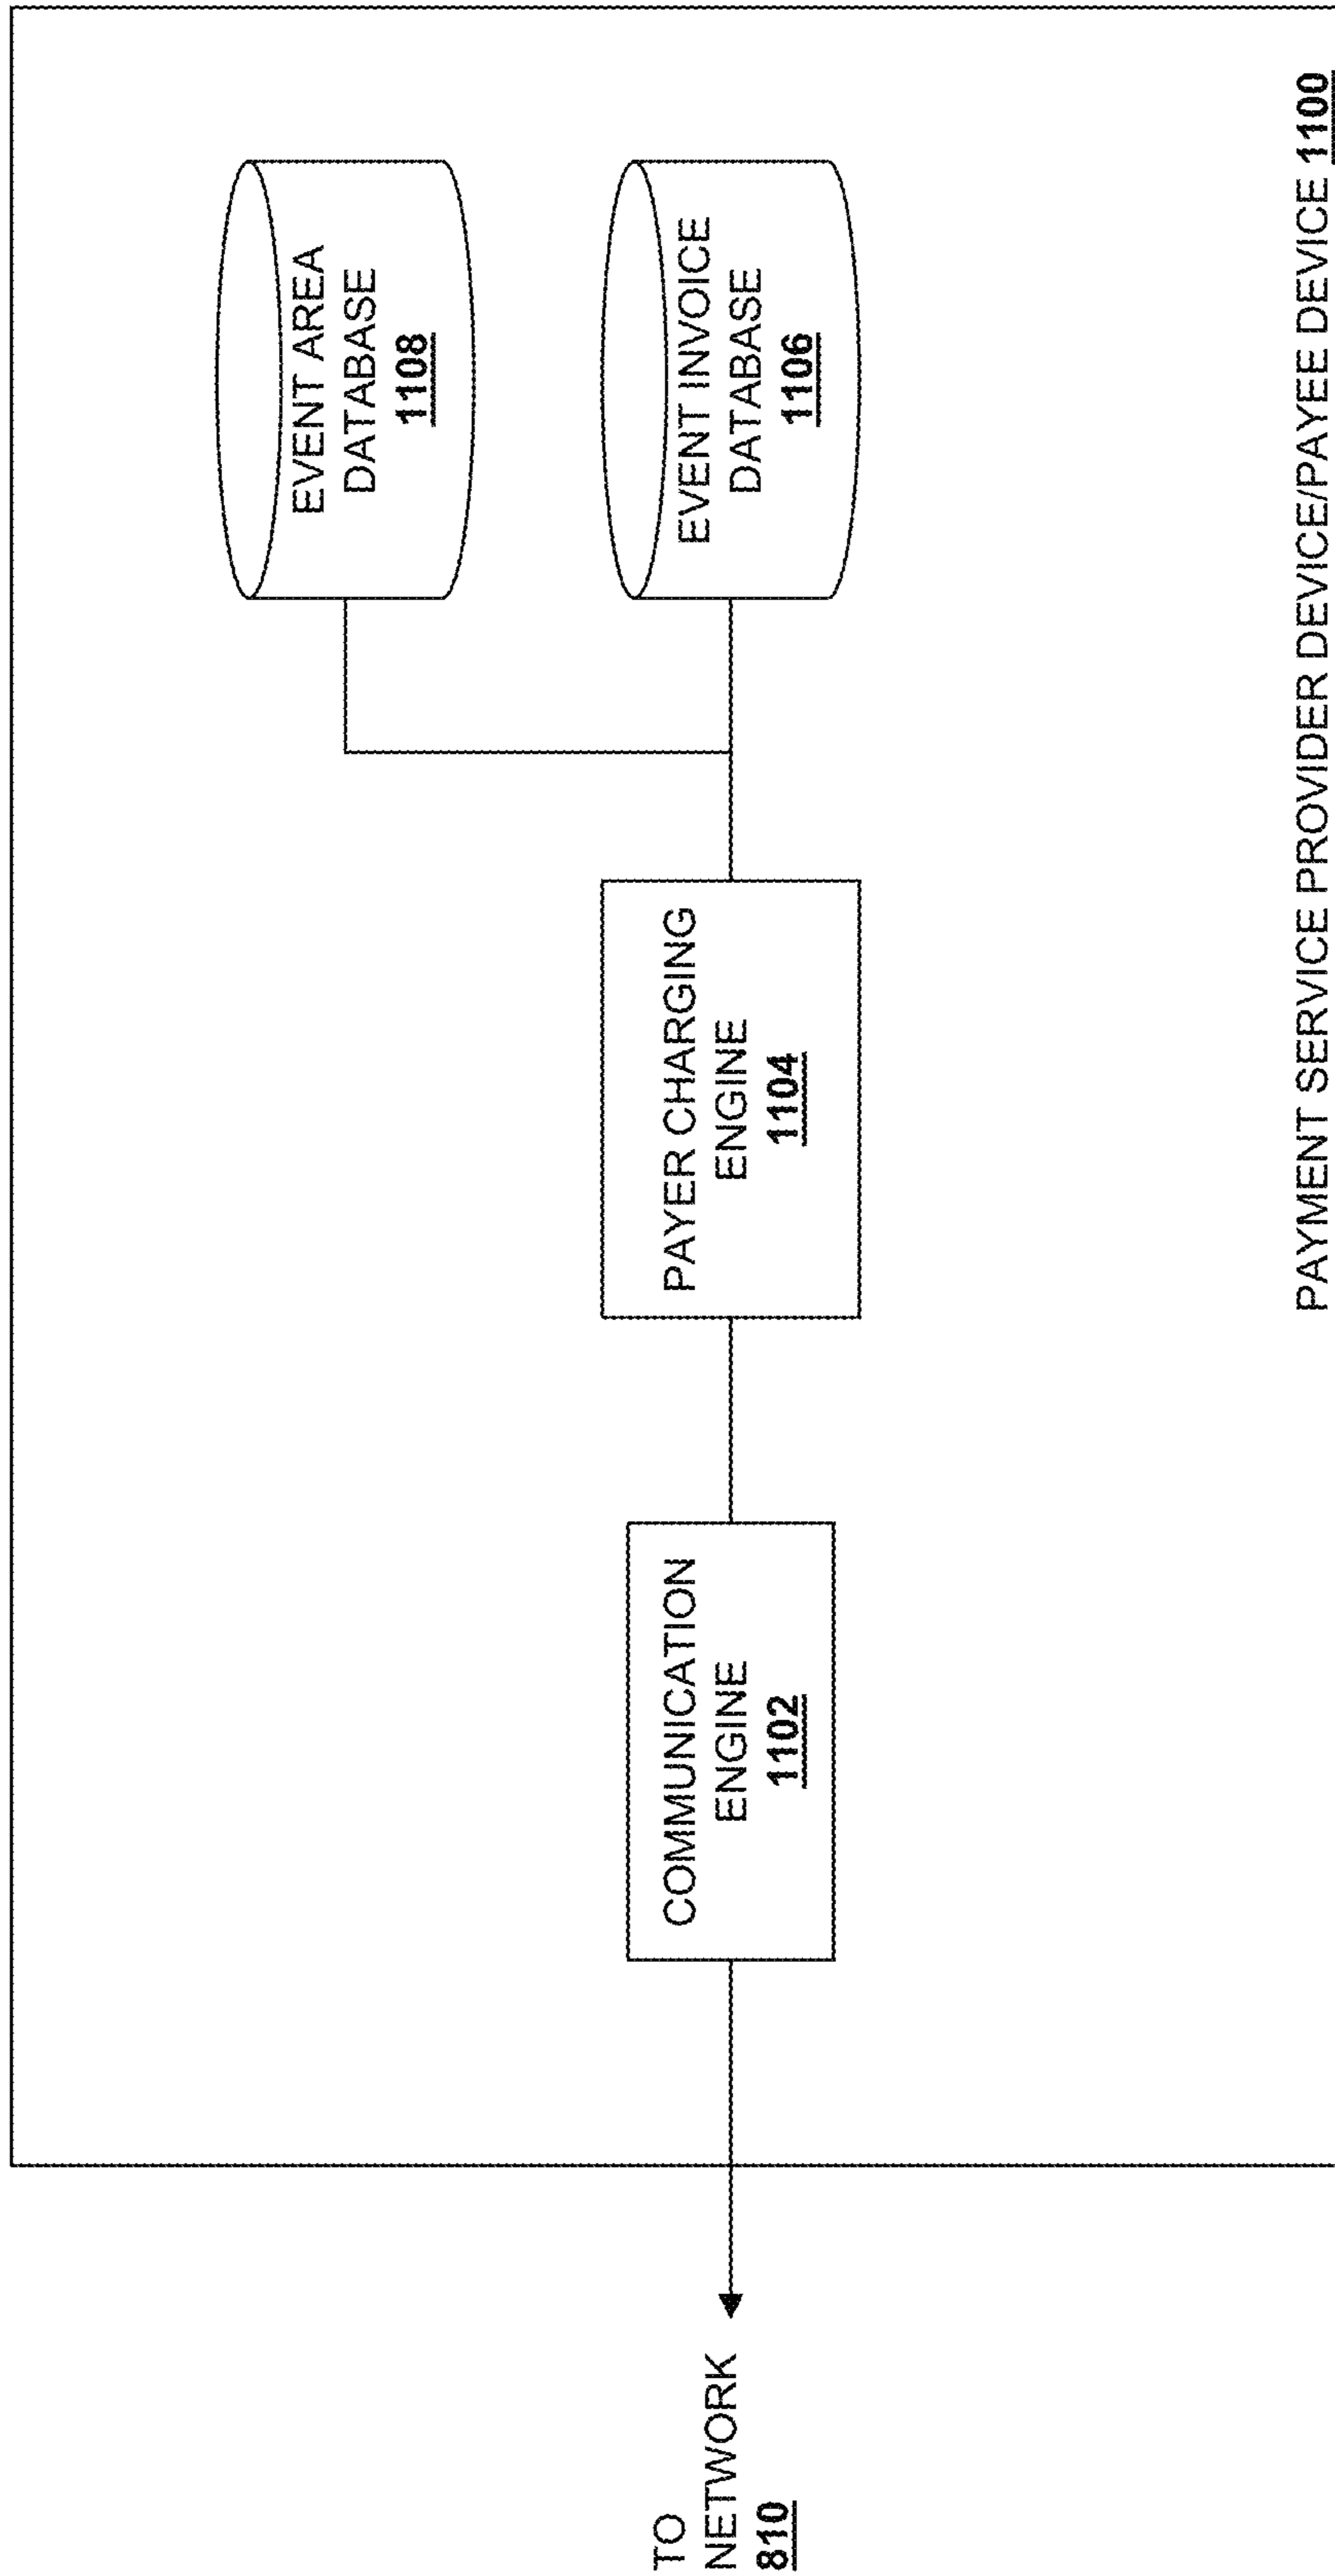 TO
NETWORK
810
COMMUNICATION
ENGINE
1102
PAYER CHARGING
ENGINE
1104
EVENT AREA
DATABASE
1108
EVENT INVOICE
DATABASE
1106
PAYMENT SERVICE PROVIDER DEVICE/PAYEE DEVICE 1100